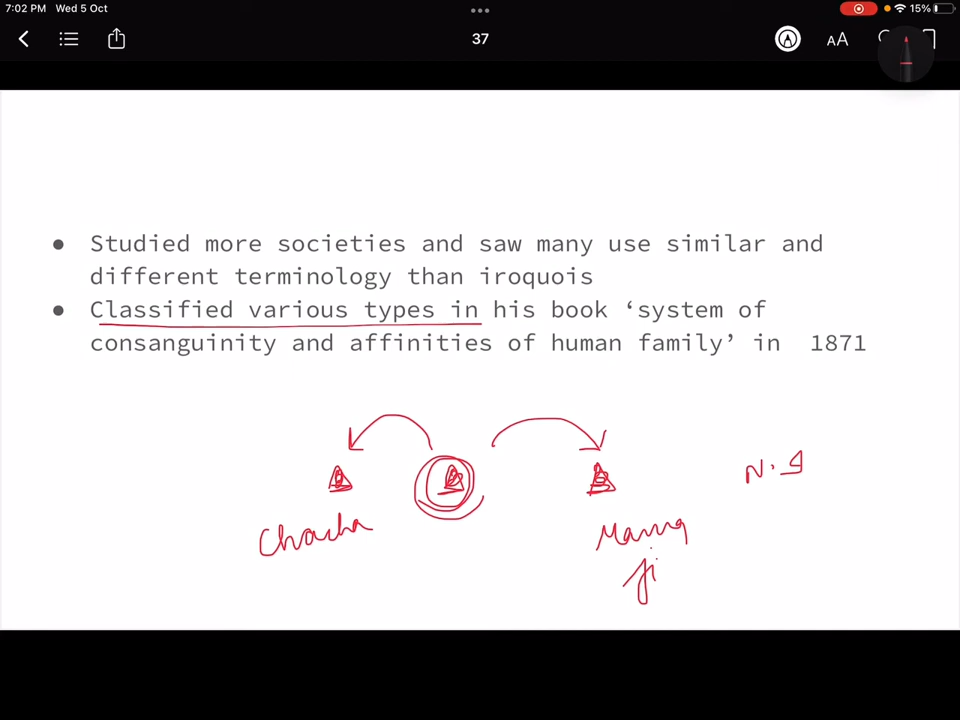 7:02 PM Wed 5 Oct
15%
37
AA
• Studied more societies and saw many use similar and
different terminology than iroquois
• Classified various types in his book ‘system of
consanguinity and affinities of human family’ in 1871
N.I
Chacha
Mama
Ji